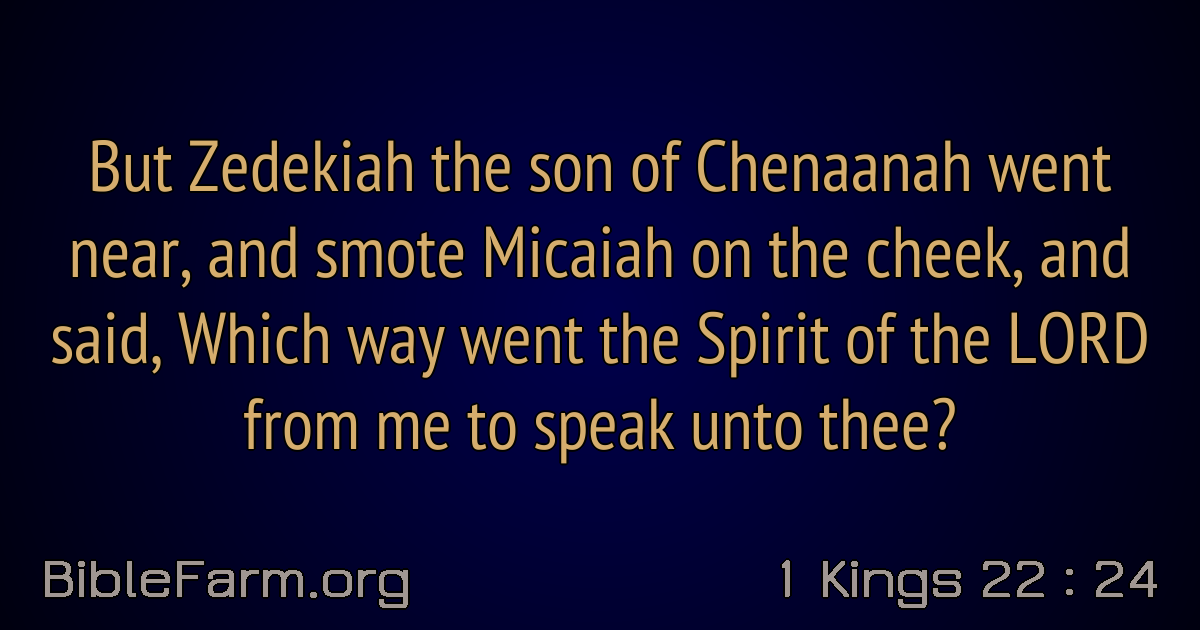 But Zedekiah the son of Chenaanah went
near, and smote Micaiah on the cheek, and
said, Which way went the Spirit of the LORD
from me to speak unto thee?
BibleFarm.org
1 Kings 22 : 24